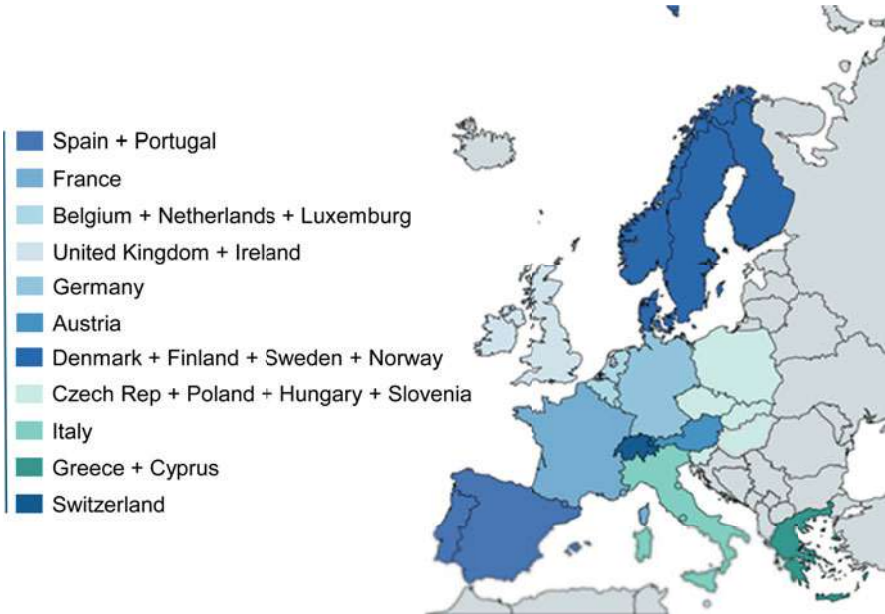 Spain + Portugal
France
Belgium + Netherlands + Luxemburg
United Kingdom + Ireland
Germany
Austria
Denmark + Finland + Sweden + Norway
Czech Rep + Poland + Hungary + Slovenia
Italy
Greece + Cyprus
Switzerland